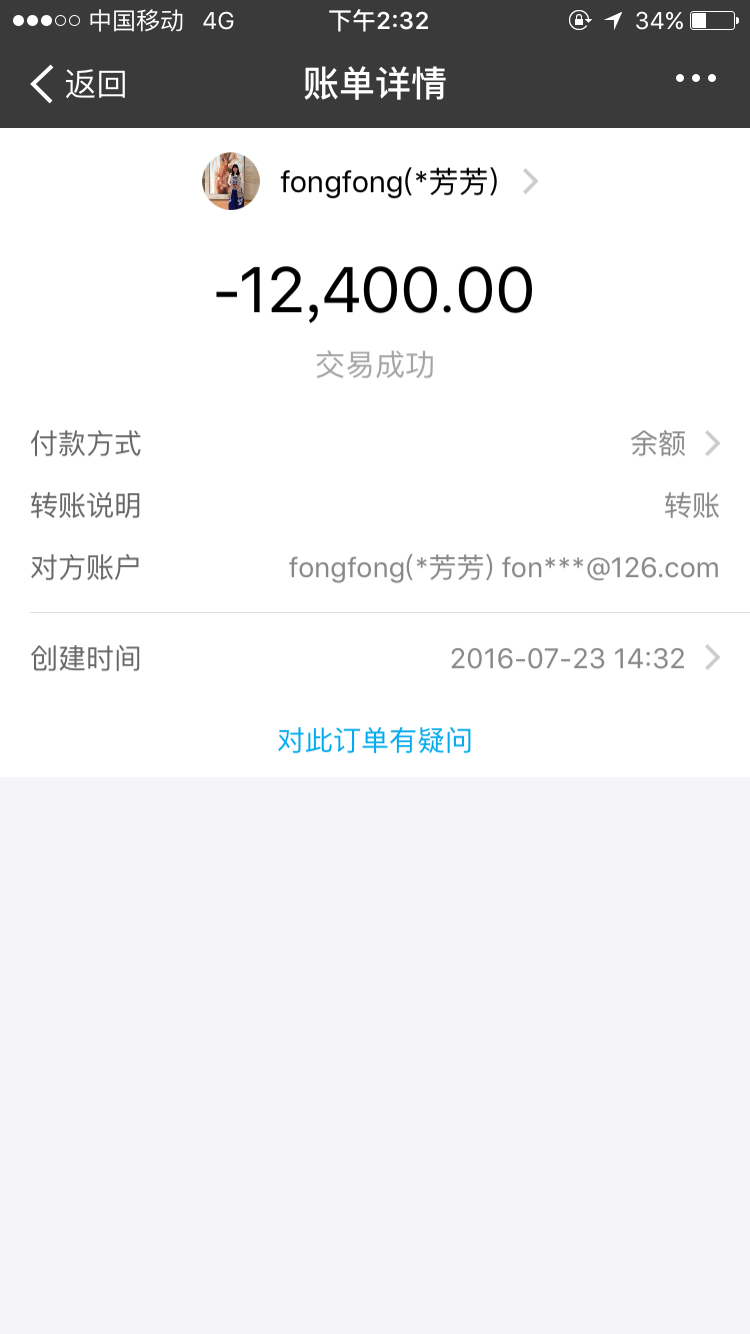 中国移动 4G 下午2:32 34%
返回 账单详情
fongfong(*芳芳)
-12,400.00
交易成功
付款方式 余额
转账说明 转账
对方账户 fongfong(*芳芳) fon***@126.com
创建时间 2016-07-23 14:32
对此订单有疑问